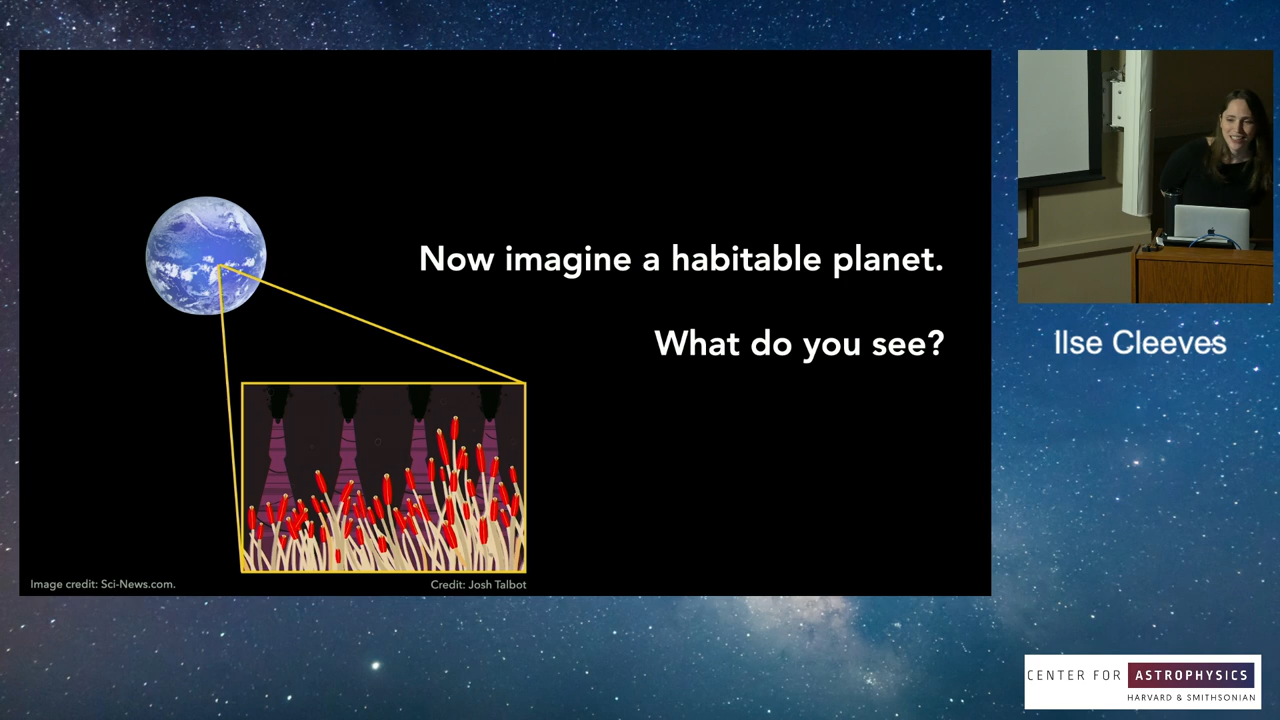 Now imagine a habitable planet.
What do you see?
Image credit: Sci-News.com.
Credit: Josh Talbot
Ilse Cleeves
CENTER FOR ASTROPHYSICS
HARVARD & SMITHSONIAN